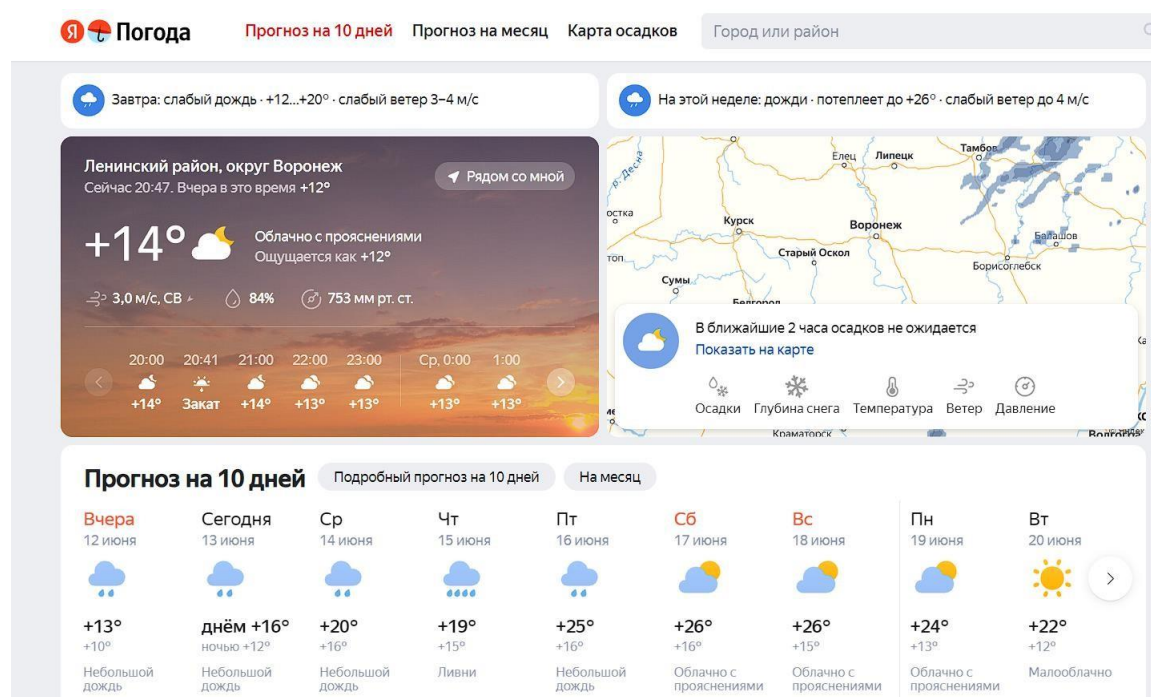 Я Погода
Прогноз на 10 дней Прогноз на месяц Карта осадков Город или район
Завтра: слабый дождь · +12...+20° · слабый ветер 3–4 м/с
На этой неделе: дожди · потеплеет до +26° · слабый ветер до 4 м/с
Ленинский район, округ Воронеж
Сейчас 20:47. Вчера в это время +12°
Рядом со мной
+14°
Облачно с прояснениями
Ощущается как +12°
3,0 м/с, СВ 84% 753 мм рт. ст.
20:00 20:41 21:00 22:00 23:00 Ср, 0:00 1:00
+14° Закат +14° +13° +13° +13° +13°
р. Десна
Елец Липецк Тамбов
остка
Курск Воронеж
Балашов
топ
Старый Оскол
Борисоглебск
Сумы
Белгород
В ближайшие 2 часа осадков не ожидается
Показать на карте
Осадки Глубина снега Температура Ветер Давление
Краматорск
Прогноз на 10 дней Подробный прогноз на 10 дней На месяц
Вчера Сегодня Ср Чт Пт Сб Вс Пн Вт
12 июня 13 июня 14 июня 15 июня 16 июня 17 июня 18 июня 19 июня 20 июня
+13° днём +16° +20° +19° +25° +26° +26° +24° +22°
+10° ночью +12° +16° +15° +16° +16° +15° +13° +12°
Небольшой Небольшой Небольшой Ливни Небольшой Облачно с Облачно с Облачно с Малооблачно
дождь дождь дождь дождь прояснениями прояснениями прояснениями